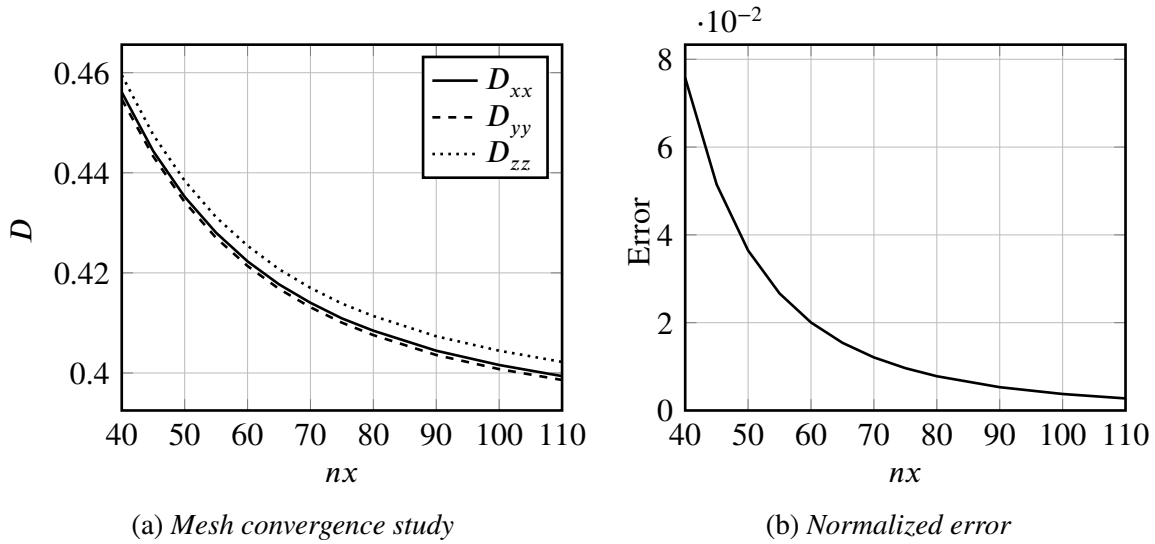 0.46
0.44
0.42
0.4
D
40 50 60 70 80 90 100 110
nx
D_xx
D_yy
D_zz
(a) Mesh convergence study
·10⁻²
8
6
4
2
0
Error
40 50 60 70 80 90 100 110
nx
(b) Normalized error